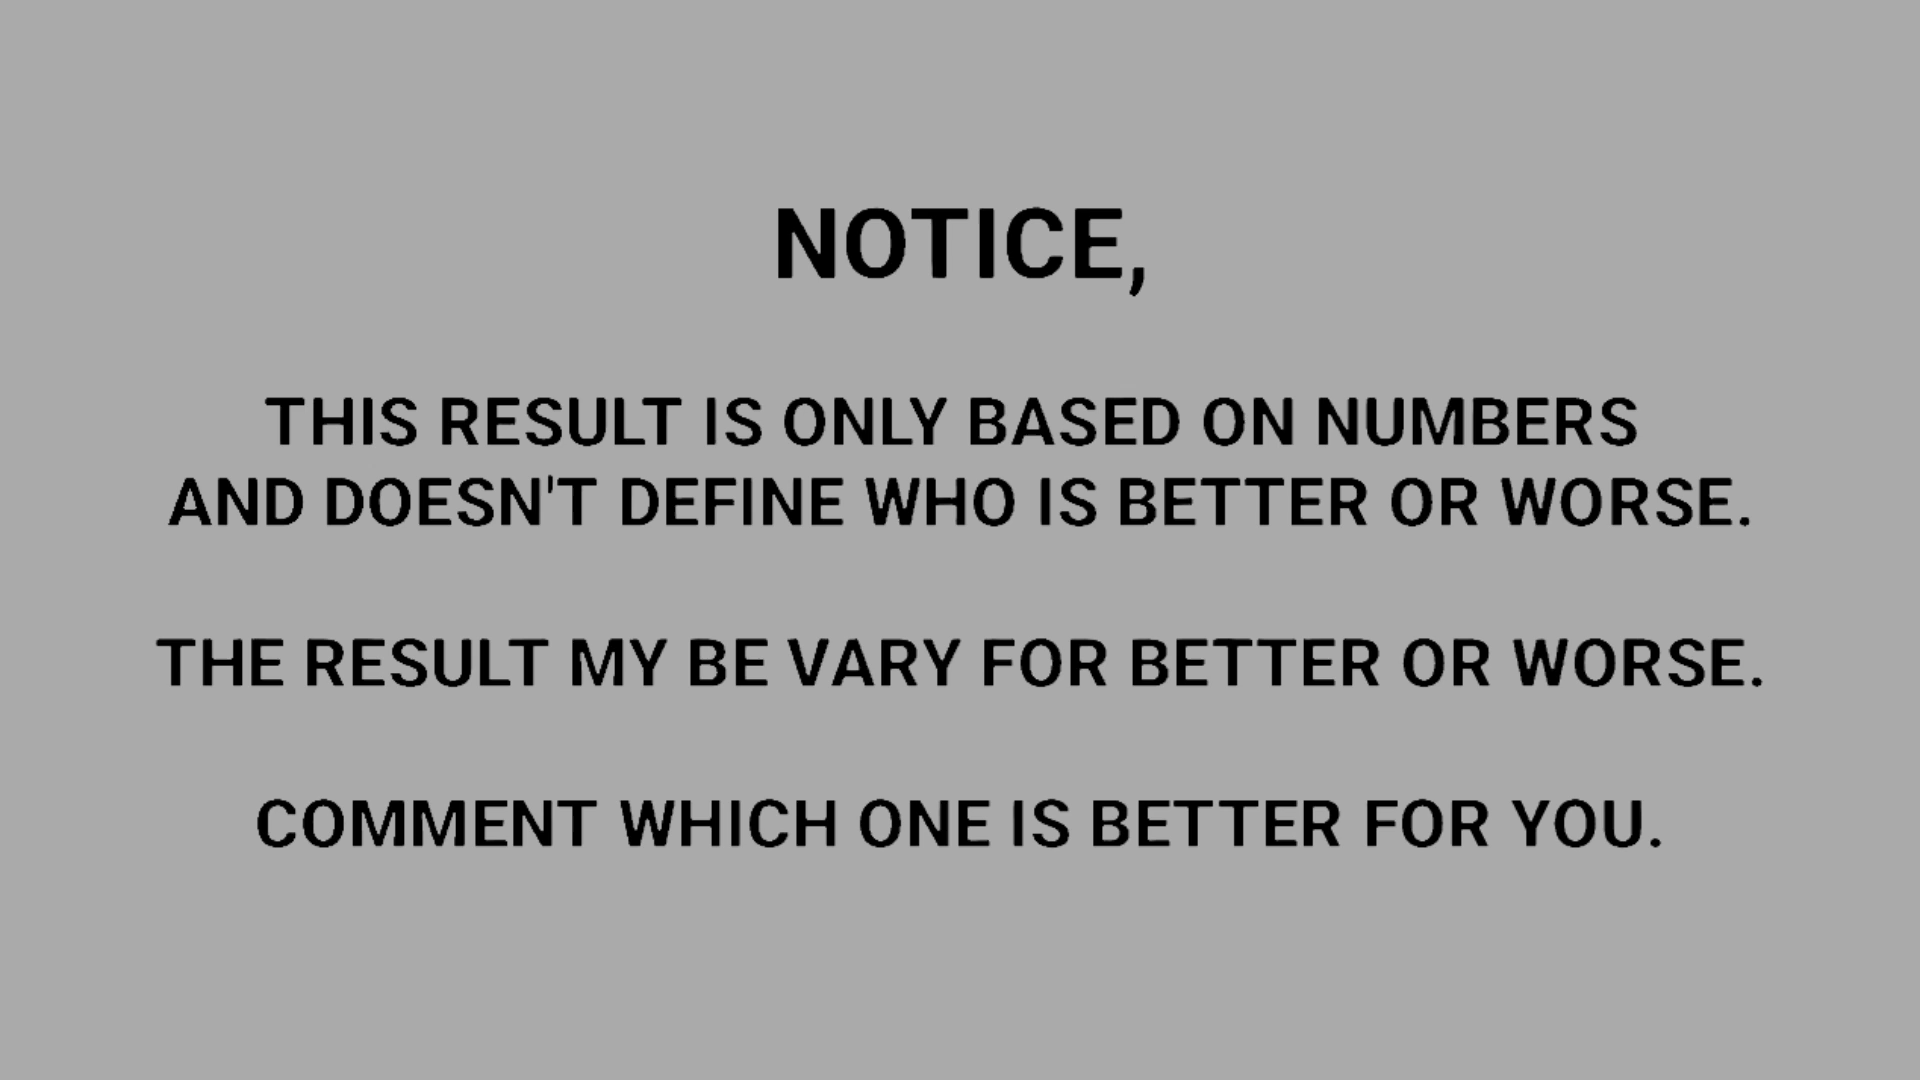 NOTICE,
THIS RESULT IS ONLY BASED ON NUMBERS
AND DOESN'T DEFINE WHO IS BETTER OR WORSE.
THE RESULT MY BE VARY FOR BETTER OR WORSE.
COMMENT WHICH ONE IS BETTER FOR YOU.